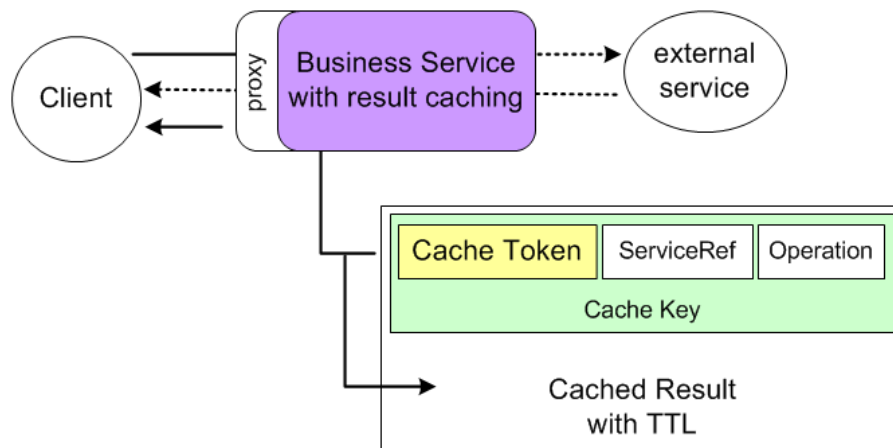 Client
proxy
Business Service
with result caching
external
service
Cache Token
ServiceRef
Operation
Cache Key
Cached Result
with TTL